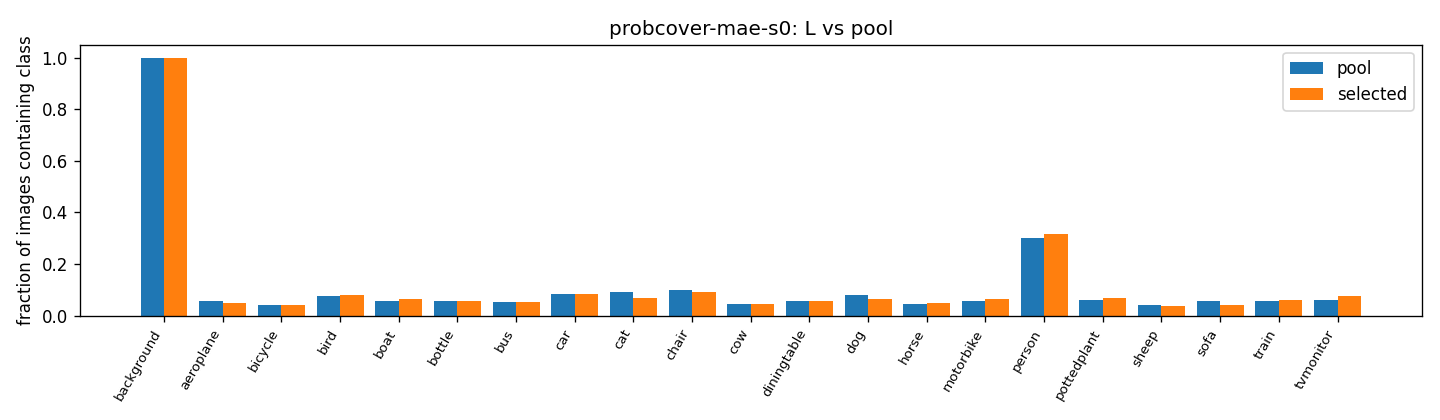 probcover-mae-s0: L vs pool
fraction of images containing class
1.0
0.8
0.6
0.4
0.2
0.0
pool
selected
background
aeroplane
bicycle
bird
boat
bottle
bus
car
cat
chair
cow
diningtable
dog
horse
motorbike
person
pottedplant
sheep
sofa
train
tvmonitor